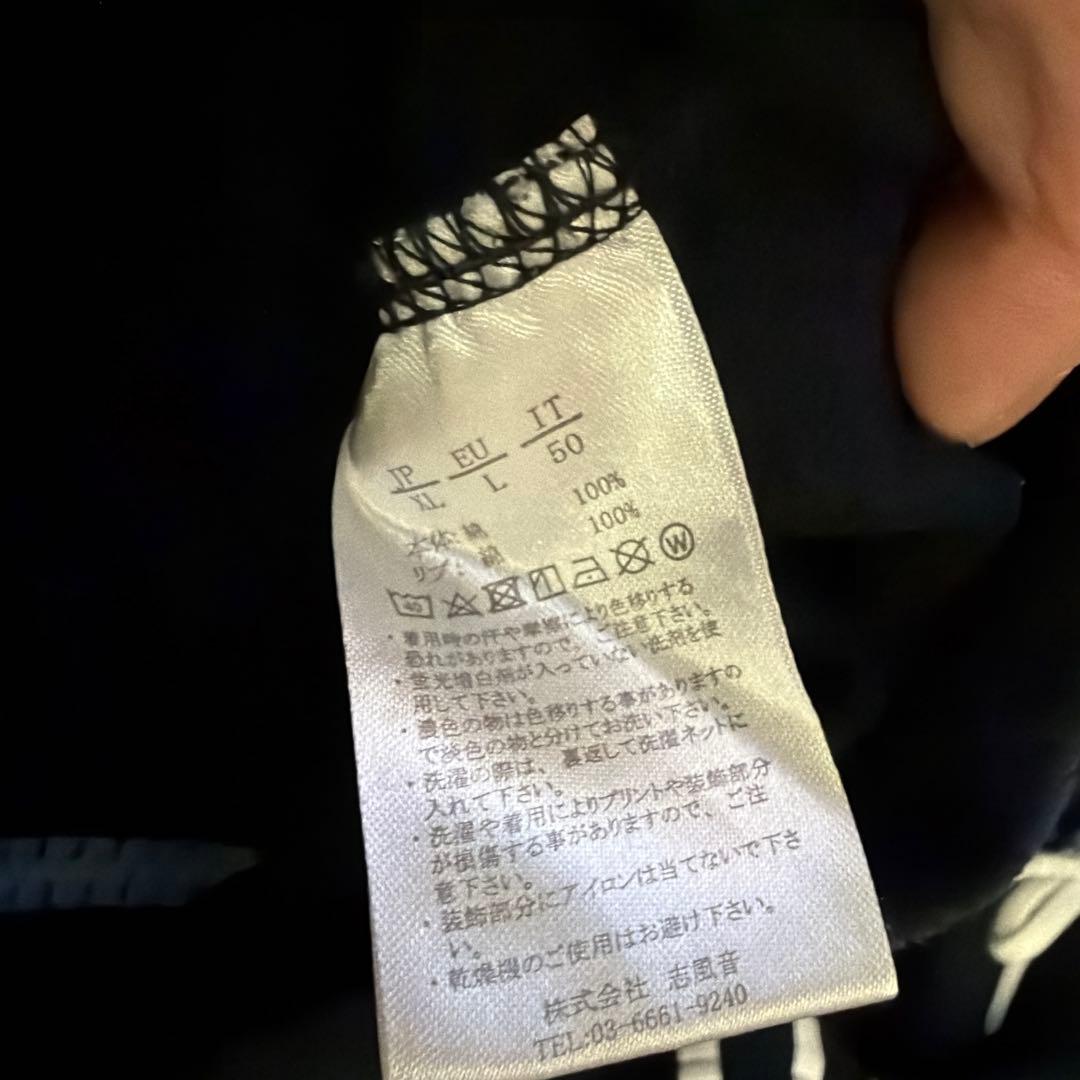 JP EU IT
XL L 50
本体:綿 100%
リブ:綿 100%
40 W
・着用時の汗や摩擦により色移りする
恐れがありますので、ご注意下さい。
・蛍光増白剤が入っていない洗剤を使
用して下さい。
・濃色の物は色移りする事がありますの
で淡色の物と分けてお洗い下さい。
・洗濯の際は、裏返して洗濯ネットに
入れて下さい。
・洗濯や着用によりプリントや装飾部分
が損傷する事がありますので、ご注
意下さい。
・装飾部分にアイロンは当てないで下さ
い。
・乾燥機のご使用はお避け下さい。
株式会社 志風音
TEL:03-6661-9240